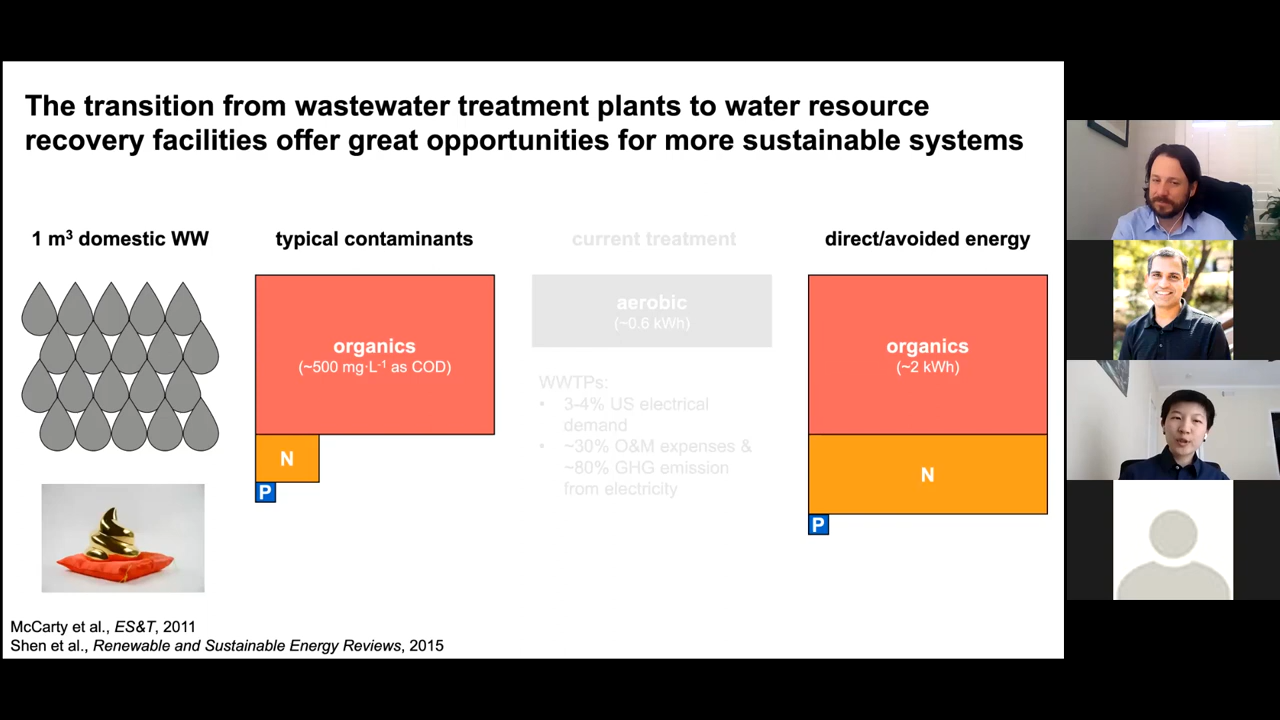 The transition from wastewater treatment plants to water resource
recovery facilities offer great opportunities for more sustainable systems
1 m³ domestic WW
typical contaminants
organics
(~500 mg·L⁻¹ as COD)
N
P
current treatment
aerobic
(~0.6 kWh)
WWTPs:
• 3-4% US electrical
demand
• ~30% O&M expenses &
~80% GHG emission
from electricity
direct/avoided energy
organics
(~2 kWh)
N
P
McCarty et al., ES&T, 2011
Shen et al., Renewable and Sustainable Energy Reviews, 2015